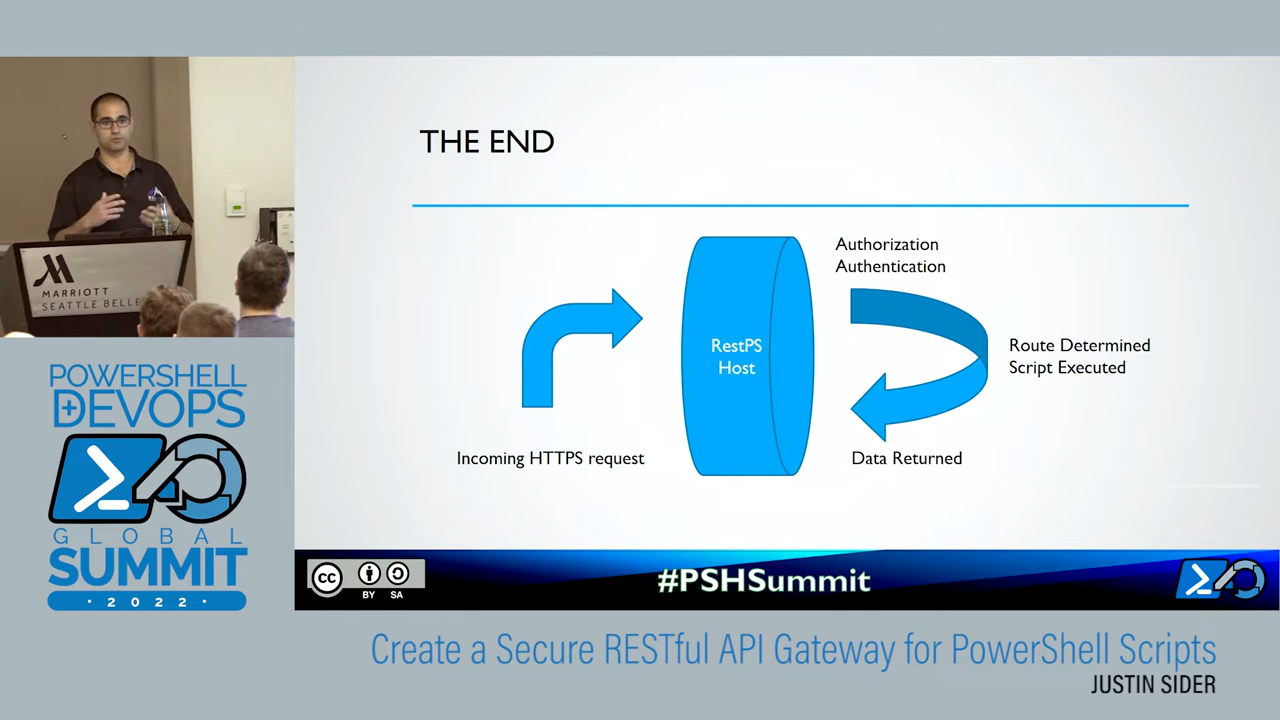 THE END
Authorization
Authentication
RestPS
Host
Route Determined
Script Executed
Incoming HTTPS request
Data Returned
MARRIOTT
SEATTLE BELLE
POWERSHELL
+DEVOPS
GLOBAL
SUMMIT
· 2022 ·
CC
BY SA
#PSHSummit
Create a Secure RESTful API Gateway for PowerShell Scripts
JUSTIN SIDER